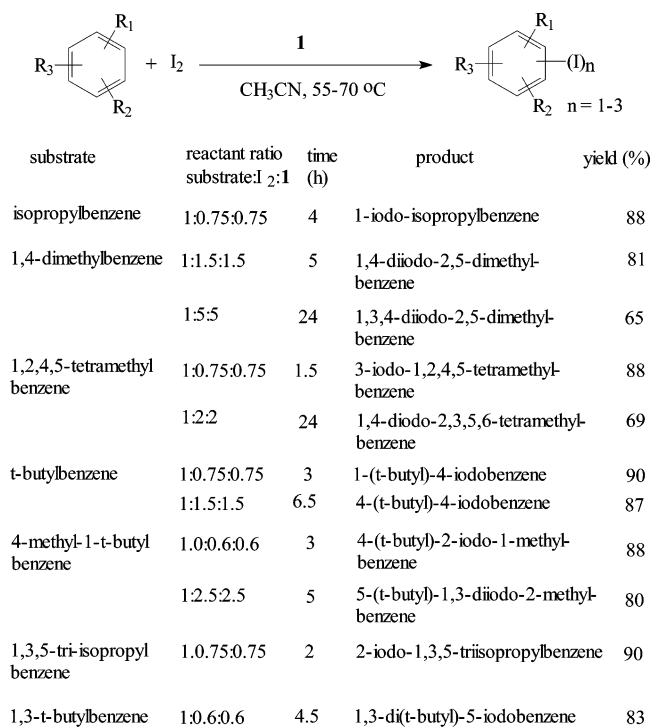 R1
R3
R2
+ I2
1
CH3CN, 55-70 ºC
R1
R3
(I)n
R2
n = 1-3
substrate reactant ratio substrate:I 2:1 time (h) product yield (%)
isopropylbenzene 1:0.75:0.75 4 1-iodo-isopropylbenzene 88
1,4-dimethylbenzene 1:1.5:1.5 5 1,4-diiodo-2,5-dimethyl- 81
benzene
1:5:5 24 1,3,4-diiodo-2,5-dimethyl- 65
benzene
1,2,4,5-tetramethyl 1:0.75:0.75 1.5 3-iodo-1,2,4,5-tetramethyl- 88
benzene benzene
1:2:2 24 1,4-diodo-2,3,5,6-tetramethyl- 69
benzene
t-butylbenzene 1:0.75:0.75 3 1-(t-butyl)-4-iodobenzene 90
1:1.5:1.5 6.5 4-(t-butyl)-4-iodobenzene 87
4-methyl-1-t-butyl 1.0:0.6:0.6 3 4-(t-butyl)-2-iodo-1-methyl- 88
benzene benzene
1:2.5:2.5 5 5-(t-butyl)-1,3-diiodo-2-methyl- 80
benzene
1,3,5-tri-isopropyl 1.0.75:0.75 2 2-iodo-1,3,5-triisopropylbenzene 90
benzene
1,3-t-butylbenzene 1:0.6:0.6 4.5 1,3-di(t-butyl)-5-iodobenzene 83